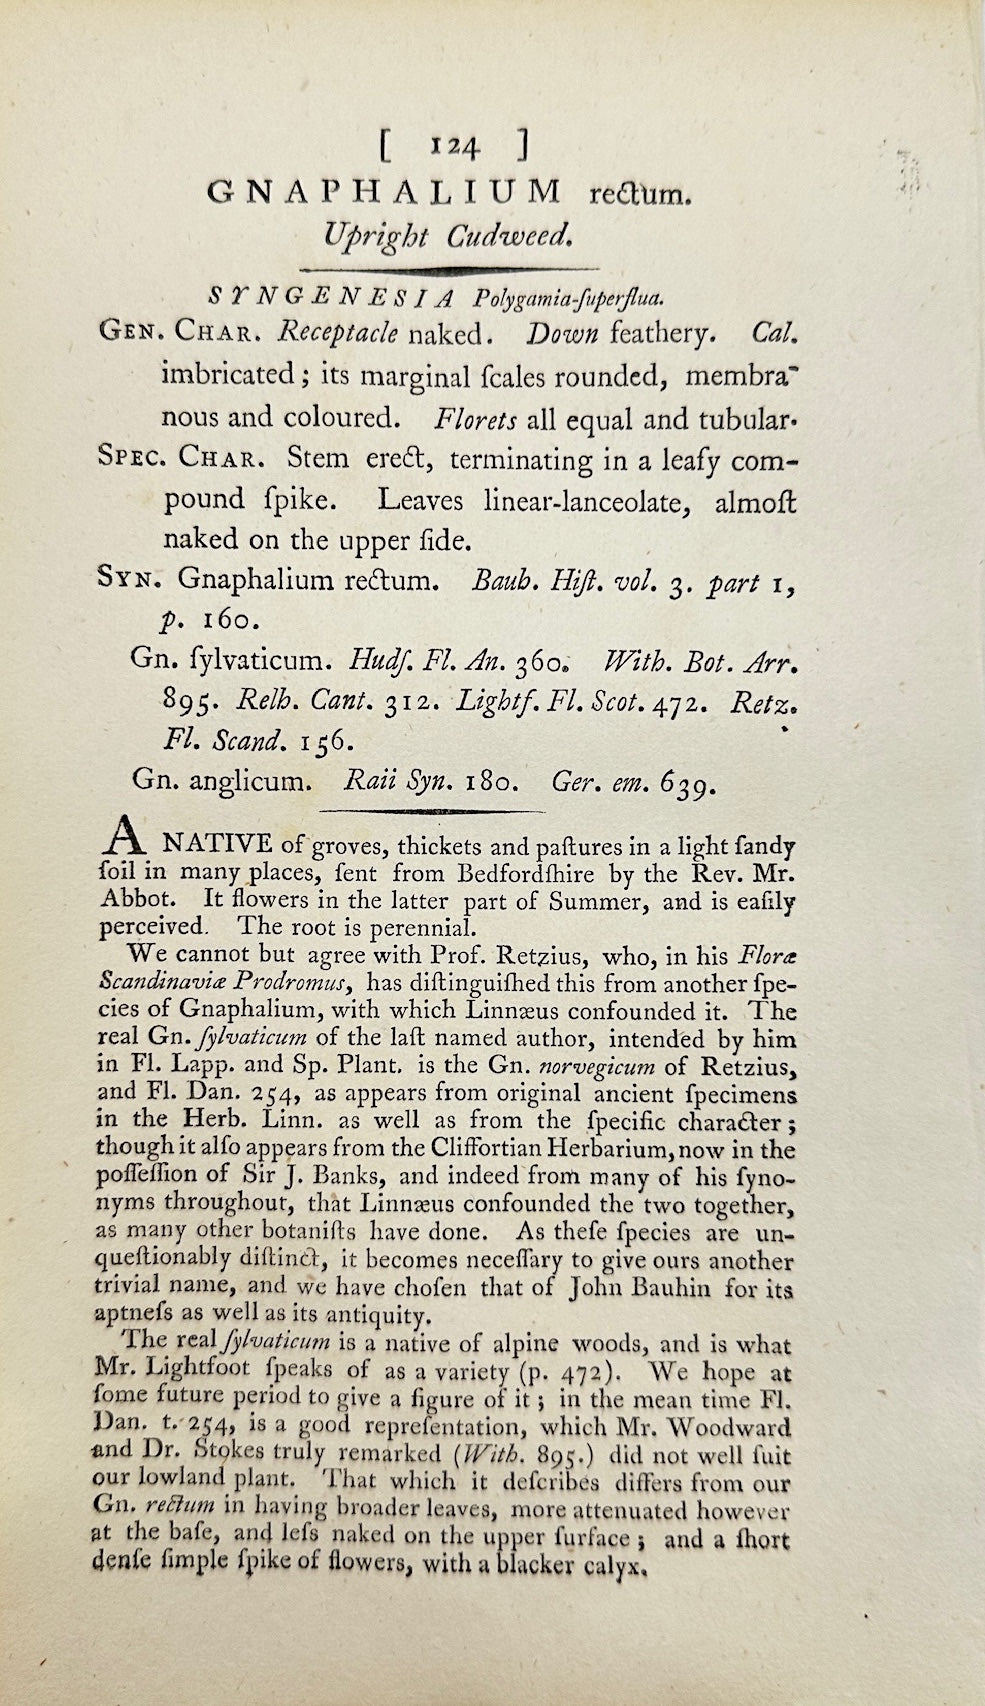 [ 124 ]
GNAPHALIUM rectum.
Upright Cudweed.
SYNGENESIA Polygamia-ſuperflua.
GEN. CHAR. Receptacle naked. Down feathery. Cal.
imbricated; its marginal ſcales rounded, membra-
nous and coloured. Florets all equal and tubular.
SPEC. CHAR. Stem erect, terminating in a leafy com-
pound ſpike. Leaves linear-lanceolate, almoſt
naked on the upper ſide.
SYN. Gnaphalium rectum. Bauh. Hiſt. vol. 3. part 1,
p. 160.
Gn. ſylvaticum. Hudſ. Fl. An. 360. With. Bot. Arr.
895. Relh. Cant. 312. Lightf. Fl. Scot. 472. Retz.
Fl. Scand. 156.
Gn. anglicum. Raii Syn. 180. Ger. em. 639.
A NATIVE of groves, thickets and paſtures in a light ſandy
ſoil in many places, ſent from Bedfordſhire by the Rev. Mr.
Abbot. It flowers in the latter part of Summer, and is eaſily
perceived. The root is perennial.
We cannot but agree with Prof. Retzius, who, in his Floræ
Scandinaviæ Prodromus, has diſtinguiſhed this from another ſpe-
cies of Gnaphalium, with which Linnæus confounded it. The
real Gn. ſylvaticum of the laſt named author, intended by him
in Fl. Lapp. and Sp. Plant. is the Gn. norvegicum of Retzius,
and Fl. Dan. 254, as appears from original ancient ſpecimens
in the Herb. Linn. as well as from the ſpecific character;
though it alſo appears from the Cliffortian Herbarium, now in the
poſſeſſion of Sir J. Banks, and indeed from many of his ſyno-
nyms throughout, that Linnæus confounded the two together,
as many other botaniſts have done. As theſe ſpecies are un-
queſtionably diſtinct, it becomes neceſſary to give ours another
trivial name, and we have choſen that of John Bauhin for its
aptneſs as well as its antiquity.
The real ſylvaticum is a native of alpine woods, and is what
Mr. Lightfoot ſpeaks of as a variety (p. 472). We hope at
ſome future period to give a figure of it; in the mean time Fl.
Dan. t. 254, is a good repreſentation, which Mr. Woodward
and Dr. Stokes truly remarked (With. 895.) did not well ſuit
our lowland plant. That which it deſcribes differs from our
Gn. rectum in having broader leaves, more attenuated however
at the baſe, and leſs naked on the upper ſurface; and a ſhort
denſe ſimple ſpike of flowers, with a blacker calyx.